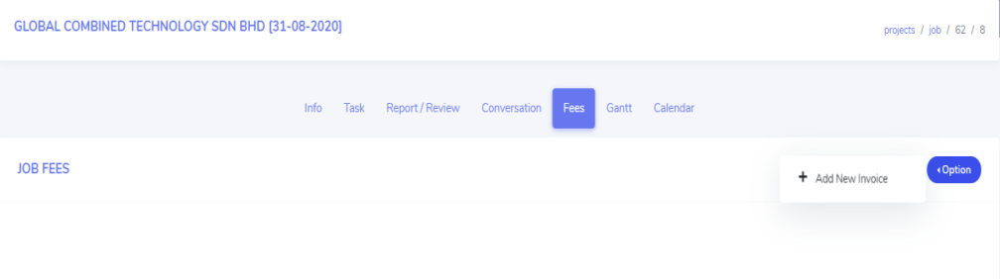 GLOBAL COMBINED TECHNOLOGY SDN BHD [31-08-2020]
projects / job / 62 / 8
Info Task Report / Review Conversation Fees Gantt Calendar
JOB FEES
+ Add New Invoice
Option